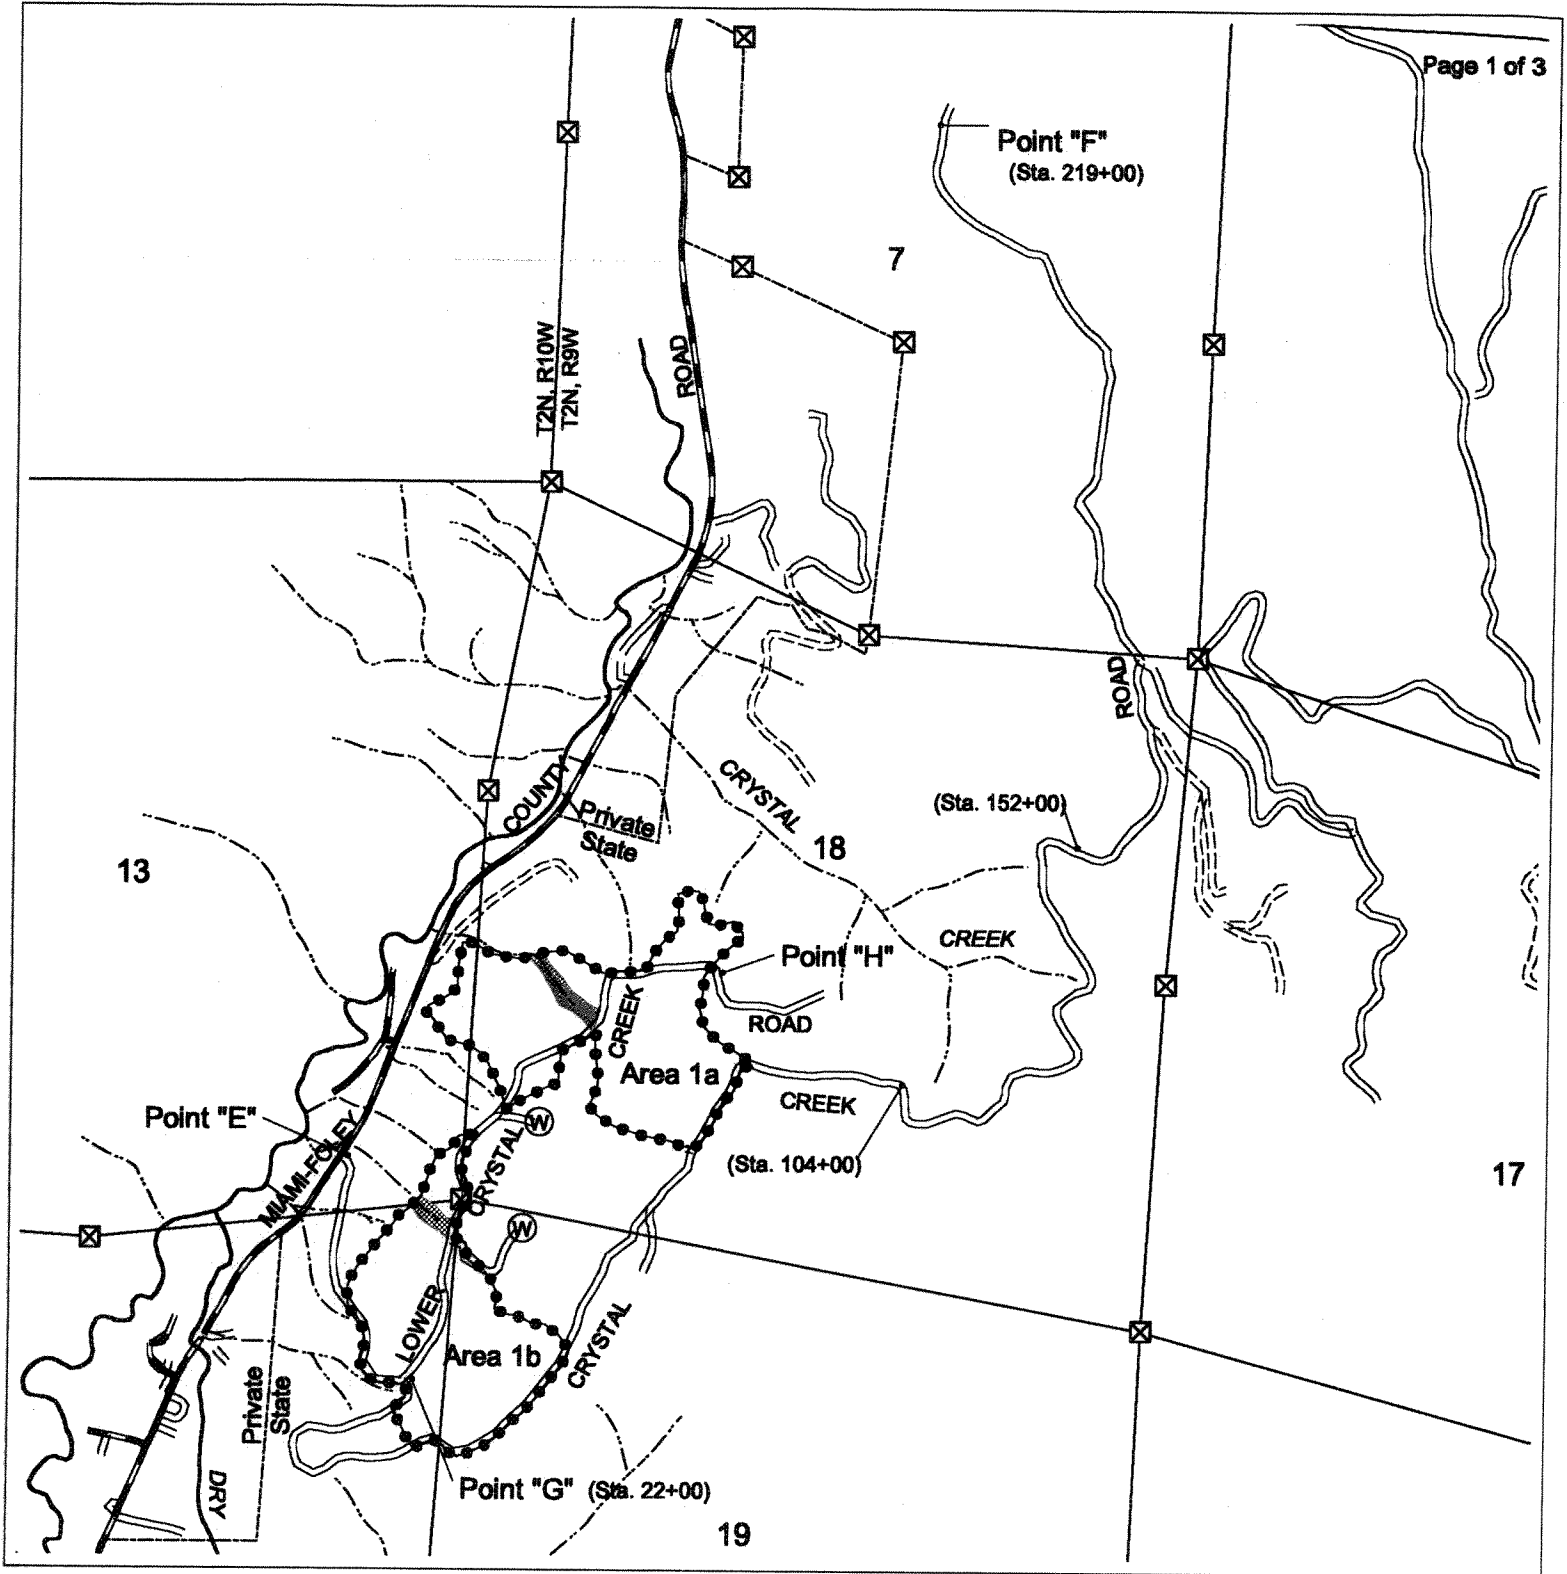 Page 1 of 3
Point "F"
(Sta. 219+00)
7
T2N, R10W
T2N, R9W
ROAD
ROAD
CRYSTAL
COUNTY
Private
State
(Sta. 152+00)
18
13
CREEK
Point "H"
CREEK
ROAD
Area 1a
CREEK
Point "E"
MIAMI-FOLEY
W
CRYSTAL
(Sta. 104+00)
17
W
LOWER
Area 1b
CRYSTAL
Private
State
DRY
Point "G" (Sta. 22+00)
19